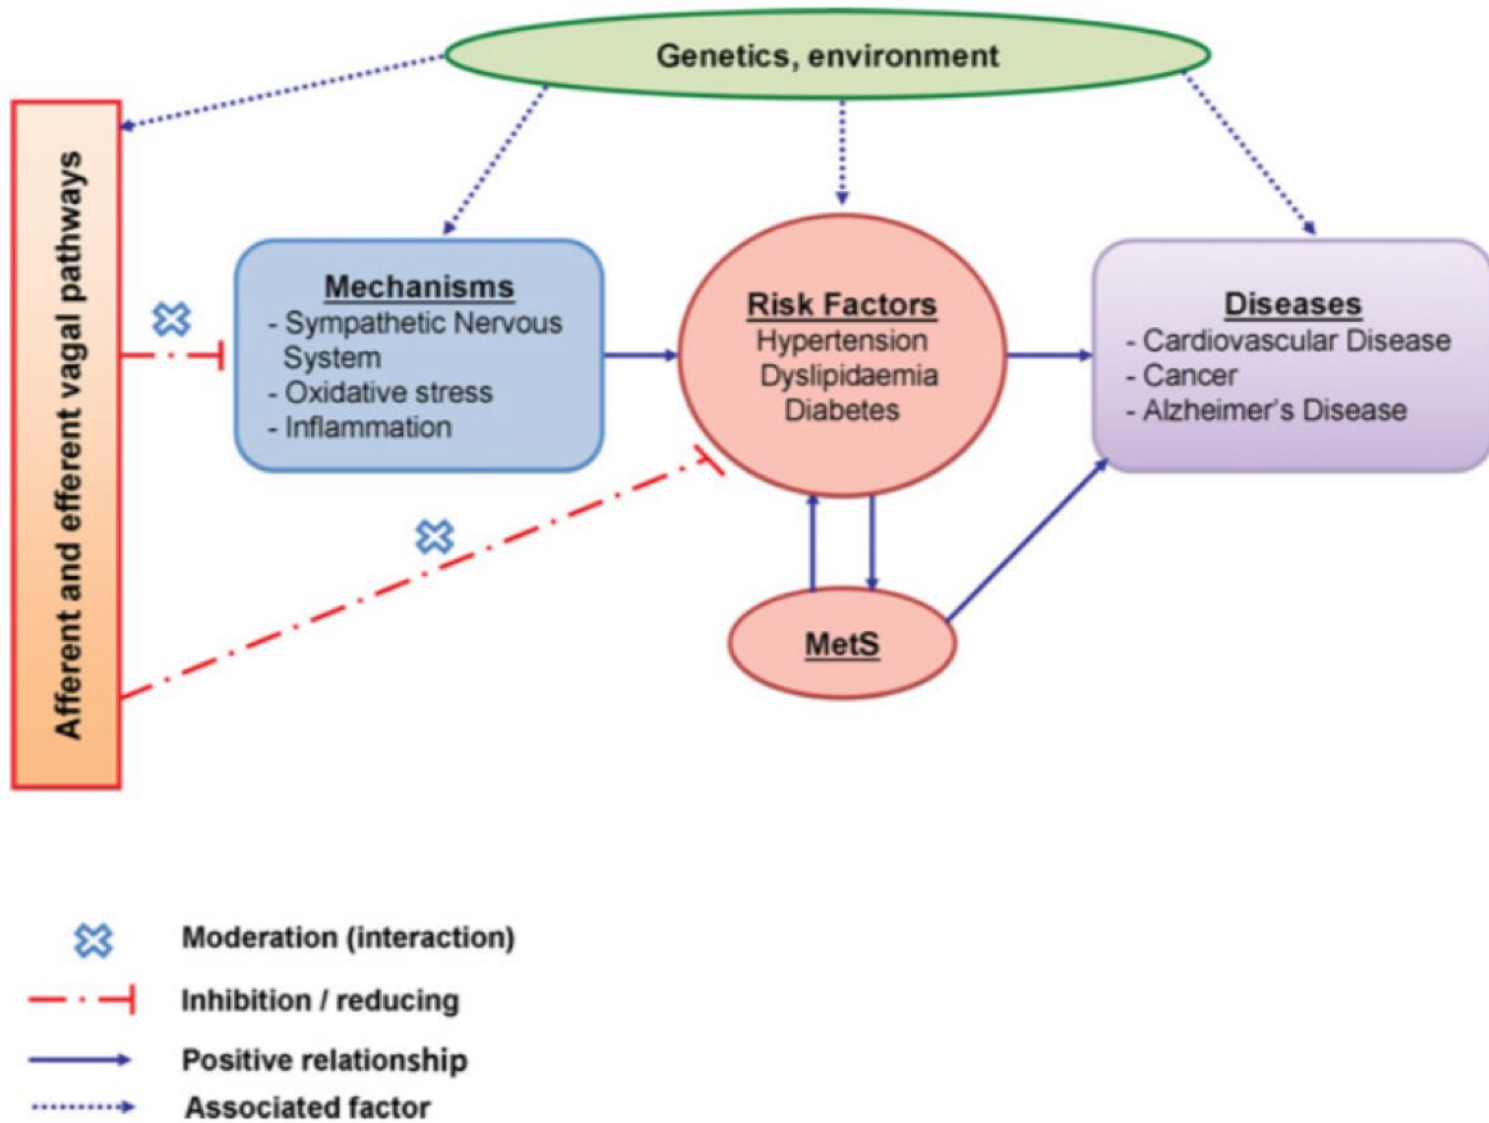 Genetics, environment
Afferent and efferent vagal pathways
Mechanisms
- Sympathetic Nervous
System
- Oxidative stress
- Inflammation
Risk Factors
Hypertension
Dyslipidaemia
Diabetes
Diseases
- Cardiovascular Disease
- Cancer
- Alzheimer's Disease
MetS
Moderation (interaction)
Inhibition / reducing
Positive relationship
Associated factor